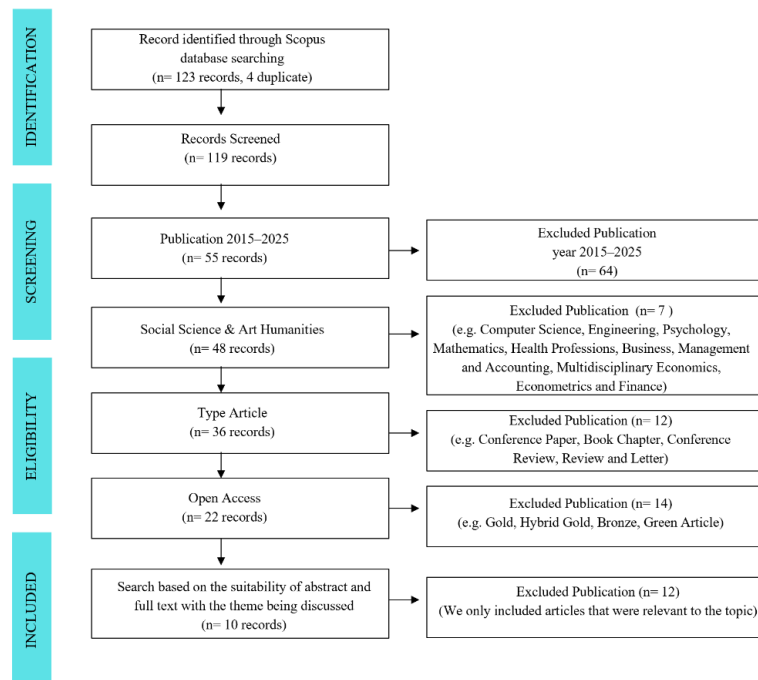 IDENTIFICATION
Record identified through Scopus
database searching
(n= 123 records, 4 duplicate)
Records Screened
(n= 119 records)
SCREENING
Publication 2015–2025
(n= 55 records)
Excluded Publication
year 2015–2025
(n= 64)
Social Science & Art Humanities
(n= 48 records)
Excluded Publication (n= 7 )
(e.g. Computer Science, Engineering, Psychology,
Mathematics, Health Professions, Business, Management
and Accounting, Multidisciplinary Economics,
Econometrics and Finance)
ELIGIBILITY
Type Article
(n= 36 records)
Excluded Publication (n= 12)
(e.g. Conference Paper, Book Chapter, Conference
Review, Review and Letter)
Open Access
(n= 22 records)
Excluded Publication (n= 14)
(e.g. Gold, Hybrid Gold, Bronze, Green Article)
INCLUDED
Search based on the suitability of abstract and
full text with the theme being discussed
(n= 10 records)
Excluded Publication (n= 12)
(We only included articles that were relevant to the topic)